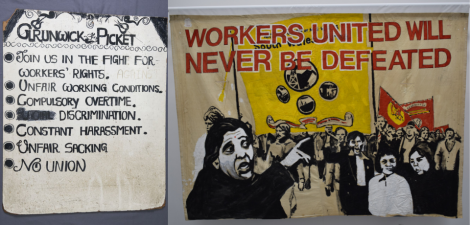 GRUNWICK PICKET
JOIN US IN THE FIGHT FOR
WORKERS' RIGHTS.
UNFAIR WORKING CONDITIONS.
COMPULSORY OVERTIME.
DISCRIMINATION.
CONSTANT HARASSMENT.
UNFAIR SACKING
NO UNION
WORKERS UNITED WILL
NEVER BE DEFEATED